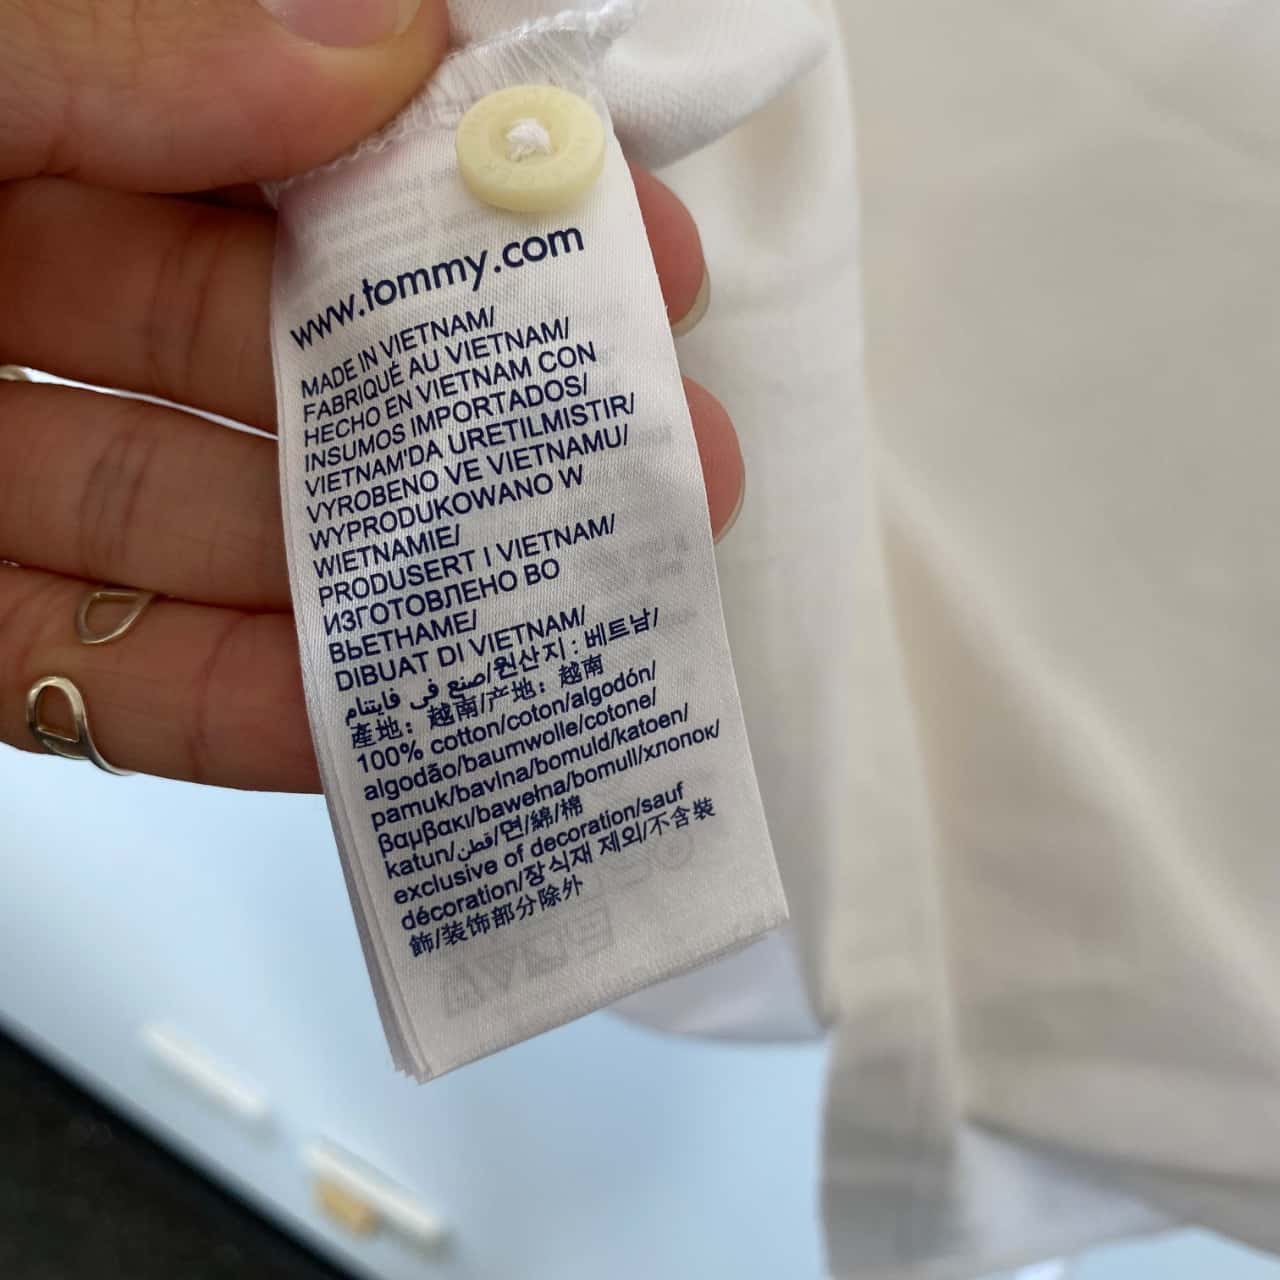 www.tommy.com
MADE IN VIETNAM/
FABRIQUÉ AU VIETNAM/
HECHO EN VIETNAM CON
INSUMOS IMPORTADOS/
VIETNAM'DA URETILMISTIR/
VYROBENO VE VIETNAMU/
WYPRODUKOWANO W
WIETNAMIE/
PRODUSERT I VIETNAM/
ИЗГОТОВЛЕНО ВО
ВЬЕТНАМЕ/
DIBUAT DI VIETNAM/
صنع في فايتنام/원산지 : 베트남/
產地：越南/产地：越南
100% cotton/coton/algodón/
algodão/baumwolle/cotone/
pamuk/bavlna/bomuld/katoen/
βαμβακι/bawełna/bomull/хлопок/
katun/قطن/면/綿/棉
exclusive of decoration/sauf
décoration/장식재 제외/不含裝
飾/装饰部分除外